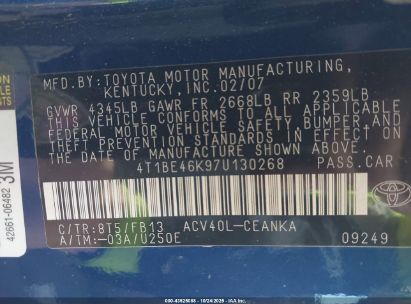 MFD.BY:TOYOTA MOTOR MANUFACTURING,
KENTUCKY,INC.02/07
GVWR 4345LB GAWR FR 2668LB RR 2359LB
THIS VEHICLE CONFORMS TO ALL APPLICABLE
FEDERAL MOTOR VEHICLE SAFETY,BUMPER AND
THEFT PREVENTION STANDARDS IN EFFECT ON
THE DATE OF MANUFACTURE SHOWN ABOVE.
4T1BE46K97U130268 PASS.CAR
C/TR:8T5/FB13 ACV40L-CEANKA
A/TM:-03A/U250E
09249
TOYOTA
3M
42661-06482